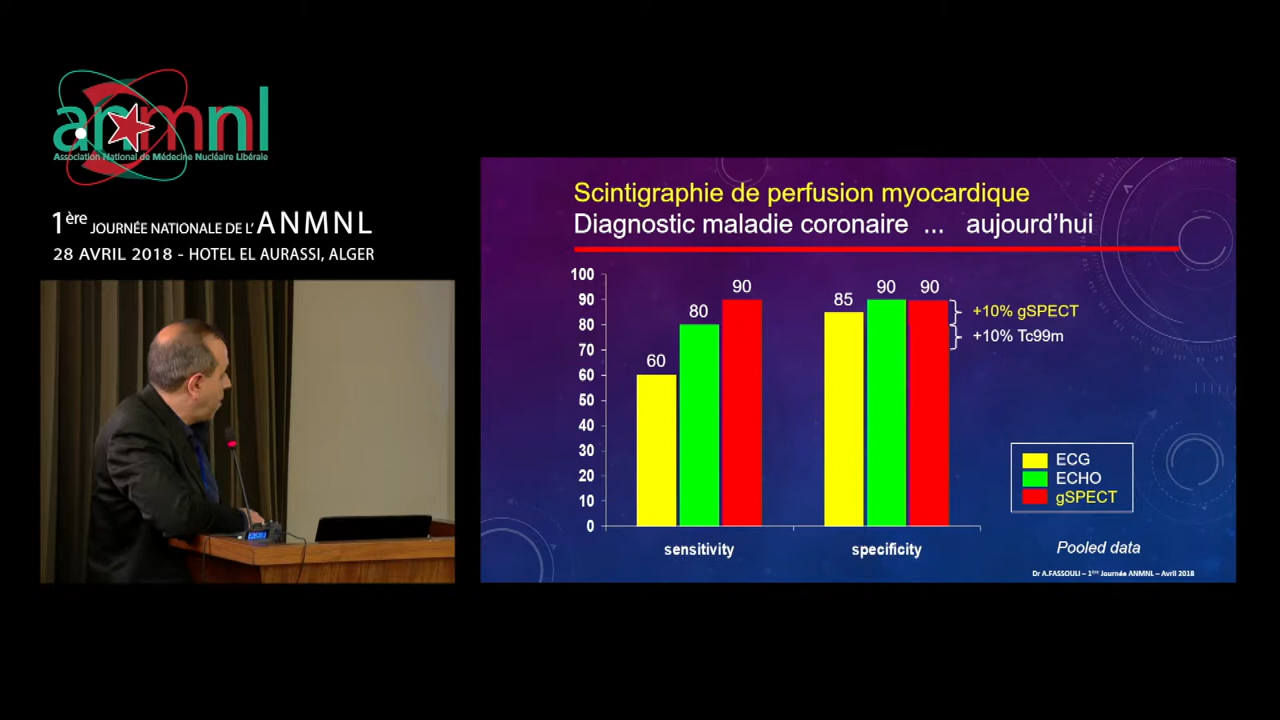 anmnl
Association National de Médecine Nucléaire Libérale
1ère JOURNÉE NATIONALE DE L' ANMNL
28 AVRIL 2018 - HOTEL EL AURASSI, ALGER
Scintigraphie de perfusion myocardique
Diagnostic maladie coronaire ... aujourd'hui
100
90
80
70
60
50
40
30
20
10
0
60
80
90
85
90
90
+10% gSPECT
+10% Tc99m
ECG
ECHO
gSPECT
sensitivity
specificity
Pooled data
Dr A.FASSOULI – 1ère Journée ANMNL – Avril 2018